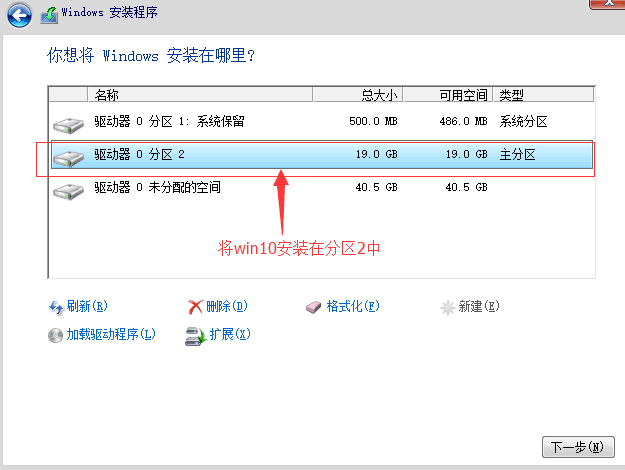 Windows 安装程序
你想将 Windows 安装在哪里?
名称 总大小 可用空间 类型
驱动器 0 分区 1: 系统保留 500.0 MB 486.0 MB 系统分区
驱动器 0 分区 2 19.0 GB 19.0 GB 主分区
驱动器 0 未分配的空间 40.5 GB 40.5 GB
将win10安装在分区2中
刷新(R) 删除(D) 格式化(F) 新建(E)
加载驱动程序(L) 扩展(X)
下一步(N)